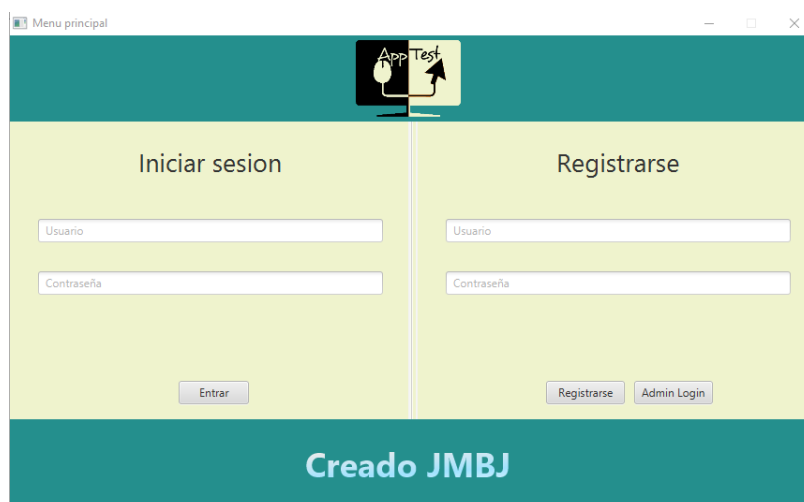 Menu principal
App Test
Iniciar sesion
Usuario
Contraseña
Entrar
Registrarse
Usuario
Contraseña
Registrarse
Admin Login
Creado JMBJ